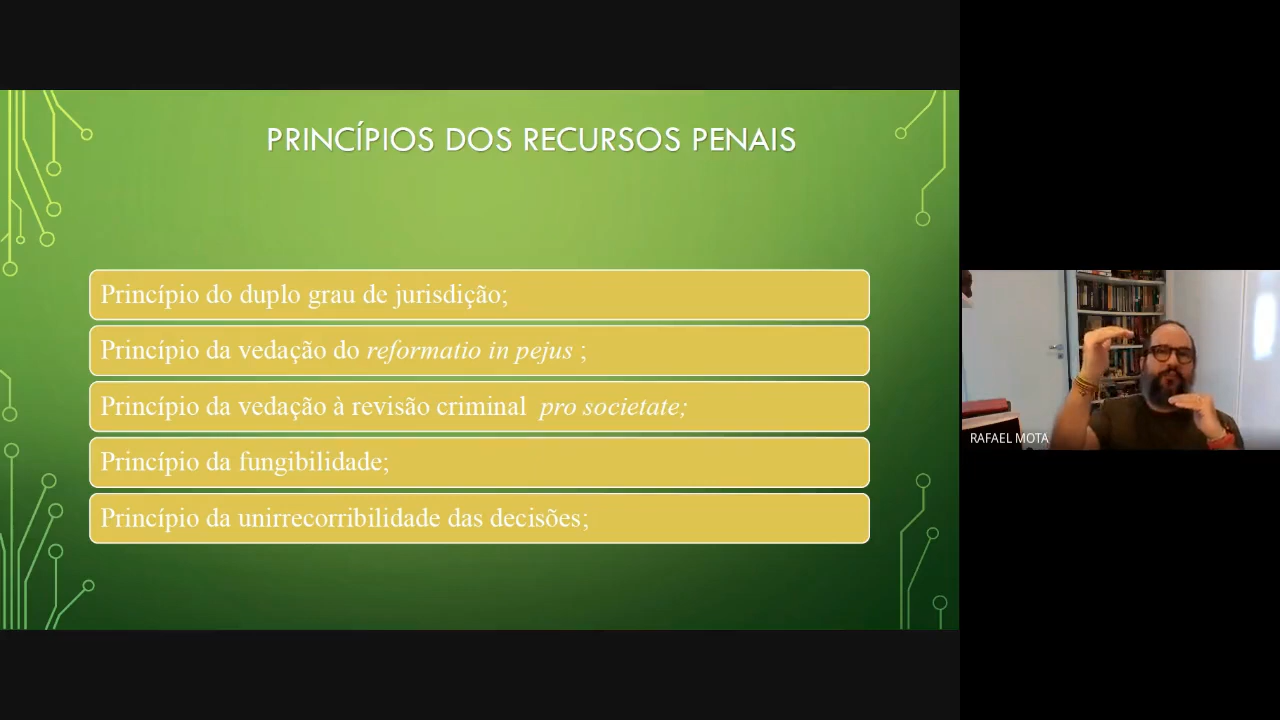 PRINCÍPIOS DOS RECURSOS PENAIS
Princípio do duplo grau de jurisdição;
Princípio da vedação do reformatio in pejus ;
Princípio da vedação à revisão criminal pro societate;
Princípio da fungibilidade;
Princípio da unirrecorribilidade das decisões;
RAFAEL MOTA